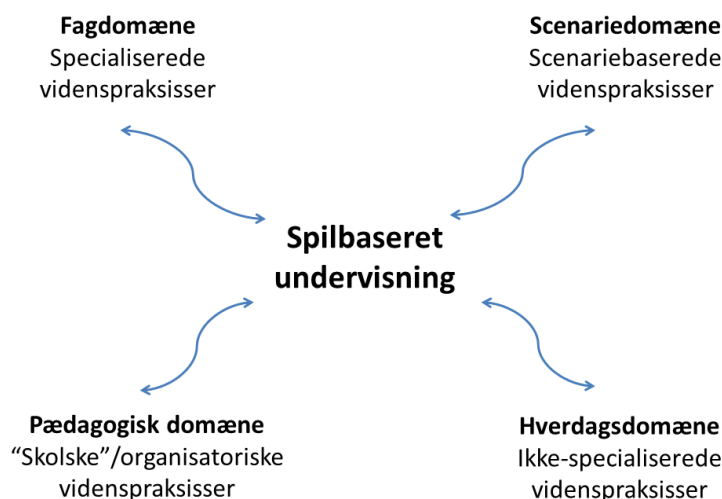 Fagdomæne
Specialiserede
videnspraksisser
Scenariedomæne
Scenariebaserede
videnspraksisser
Spilbaseret
undervisning
Pædagogisk domæne
“Skolske”/organisatoriske
videnspraksisser
Hverdagsdomæne
Ikke-specialiserede
videnspraksisser